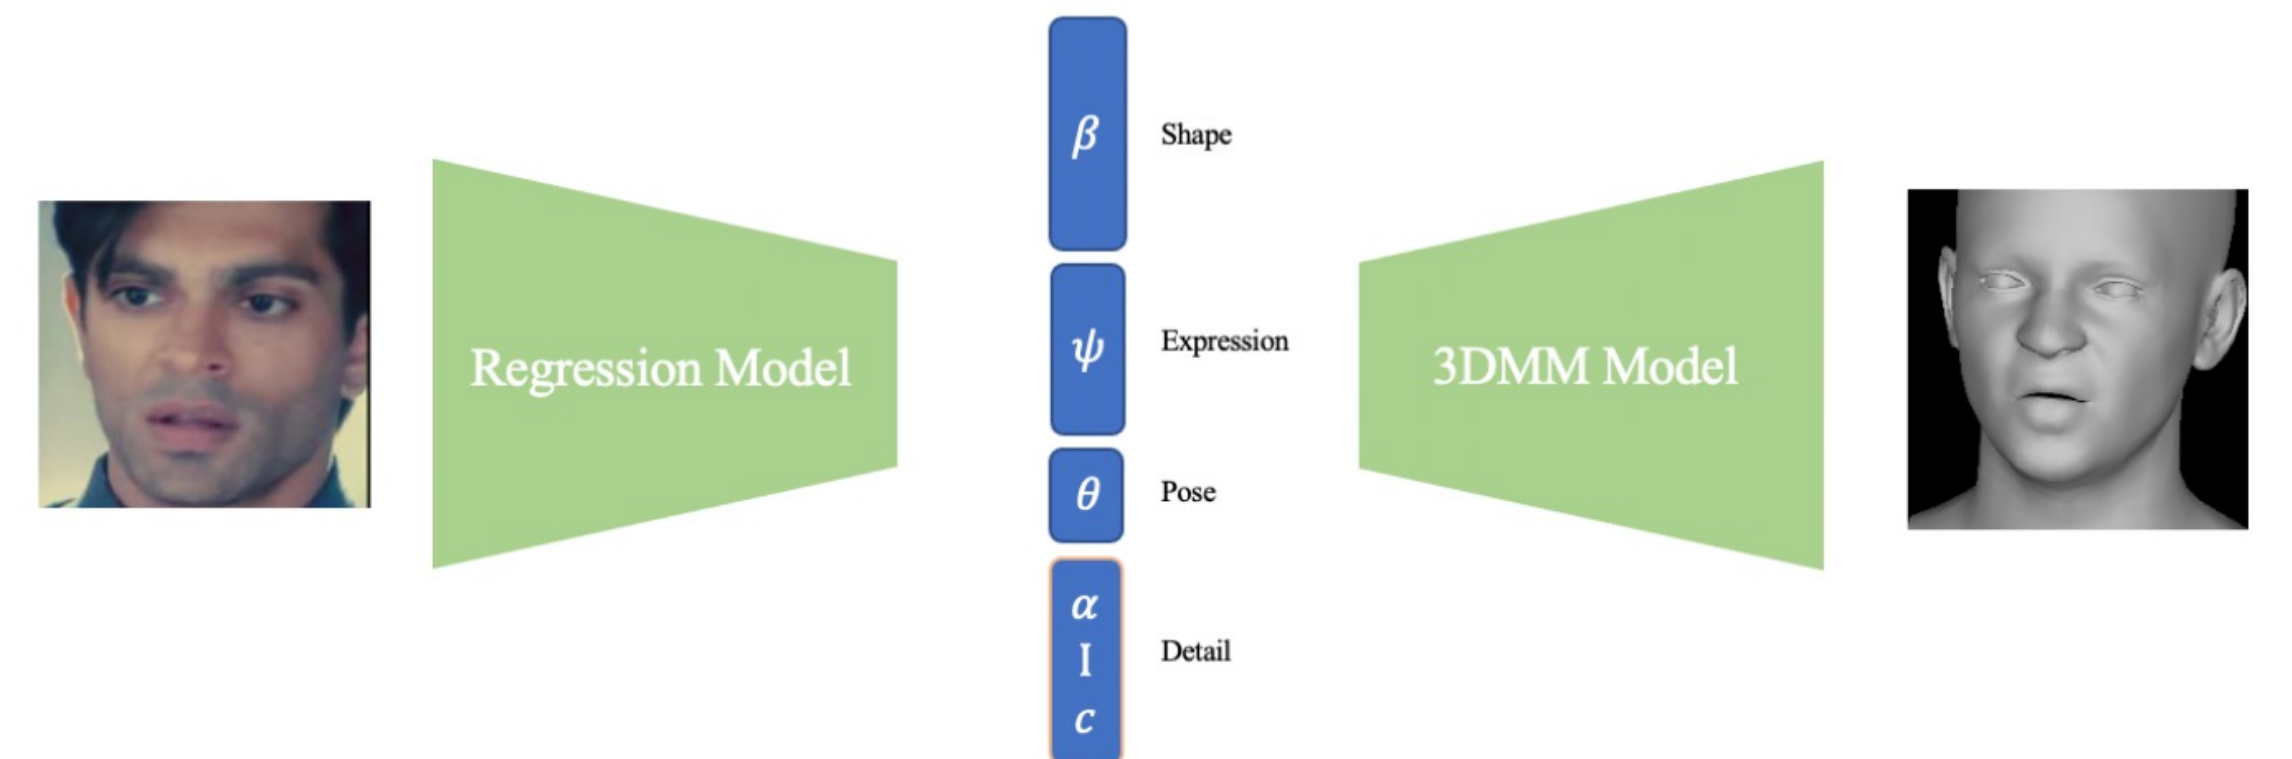 Regression Model
β
Shape
ψ
Expression
θ
Pose
α
I
c
Detail
3DMM Model